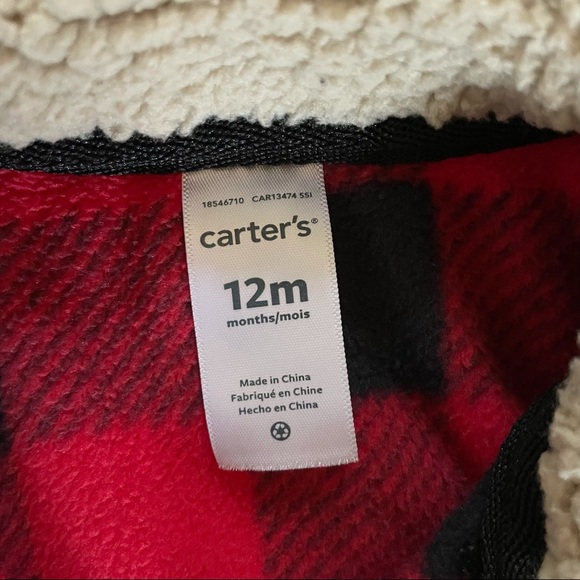 18546710 CAR13474 SSI
carter's®
12m
months/mois
Made in China
Fabriqué en Chine
Hecho en China